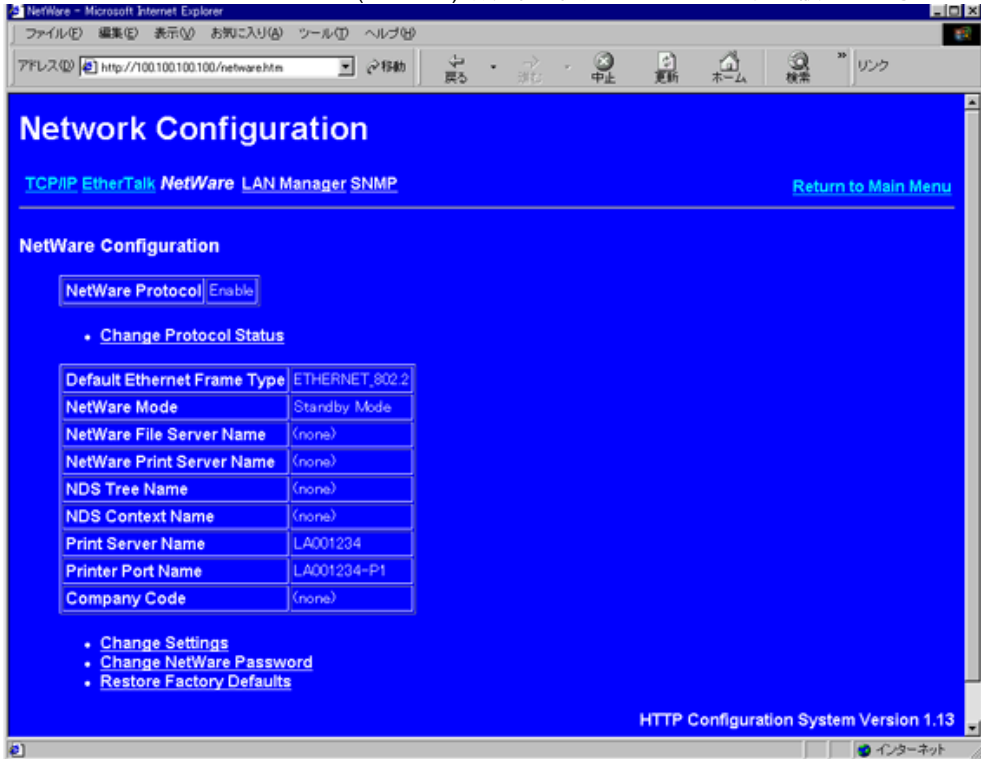 NetWare - Microsoft Internet Explorer
ファイル(F) 編集(E) 表示(V) お気に入り(A) ツール(T) ヘルプ(H)
アドレス(D) http://100.100.100.100/netware.htm 移動 戻る 進む 中止 更新 ホーム 検索 » リンク
Network Configuration
TCP/IP EtherTalk NetWare LAN Manager SNMP Return to Main Menu
NetWare Configuration
NetWare Protocol Enable
• Change Protocol Status
Default Ethernet Frame Type ETHERNET_802.2
NetWare Mode Standby Mode
NetWare File Server Name (none)
NetWare Print Server Name (none)
NDS Tree Name (none)
NDS Context Name (none)
Print Server Name LA001234
Printer Port Name LA001234-P1
Company Code (none)
• Change Settings
• Change NetWare Password
• Restore Factory Defaults
HTTP Configuration System Version 1.13
インターネット